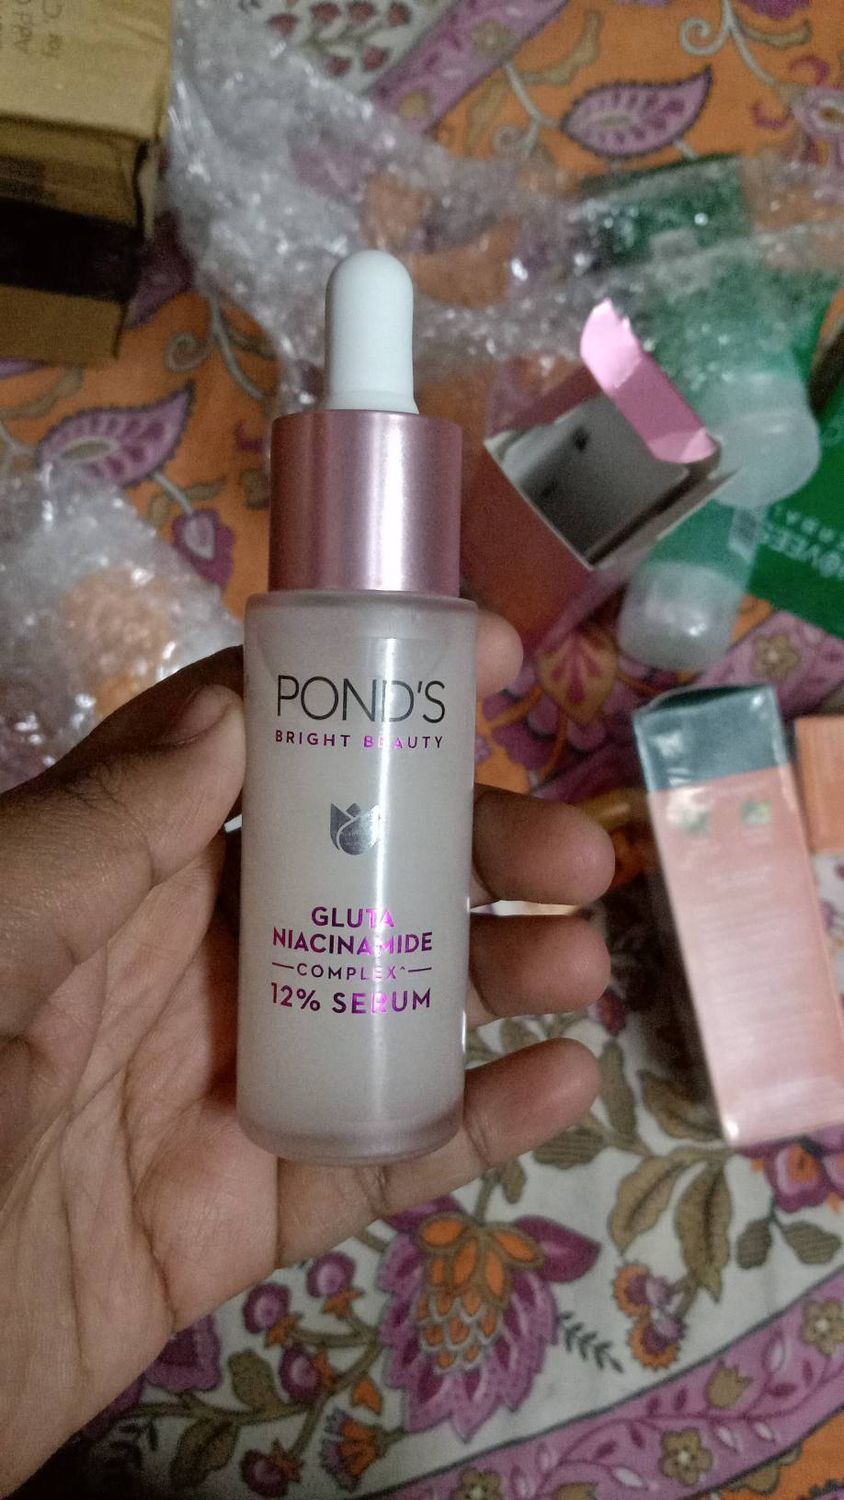 POND'S
BRIGHT BEAUTY
GLUTA
NIACINAMIDE
COMPLEX^
12% SERUM